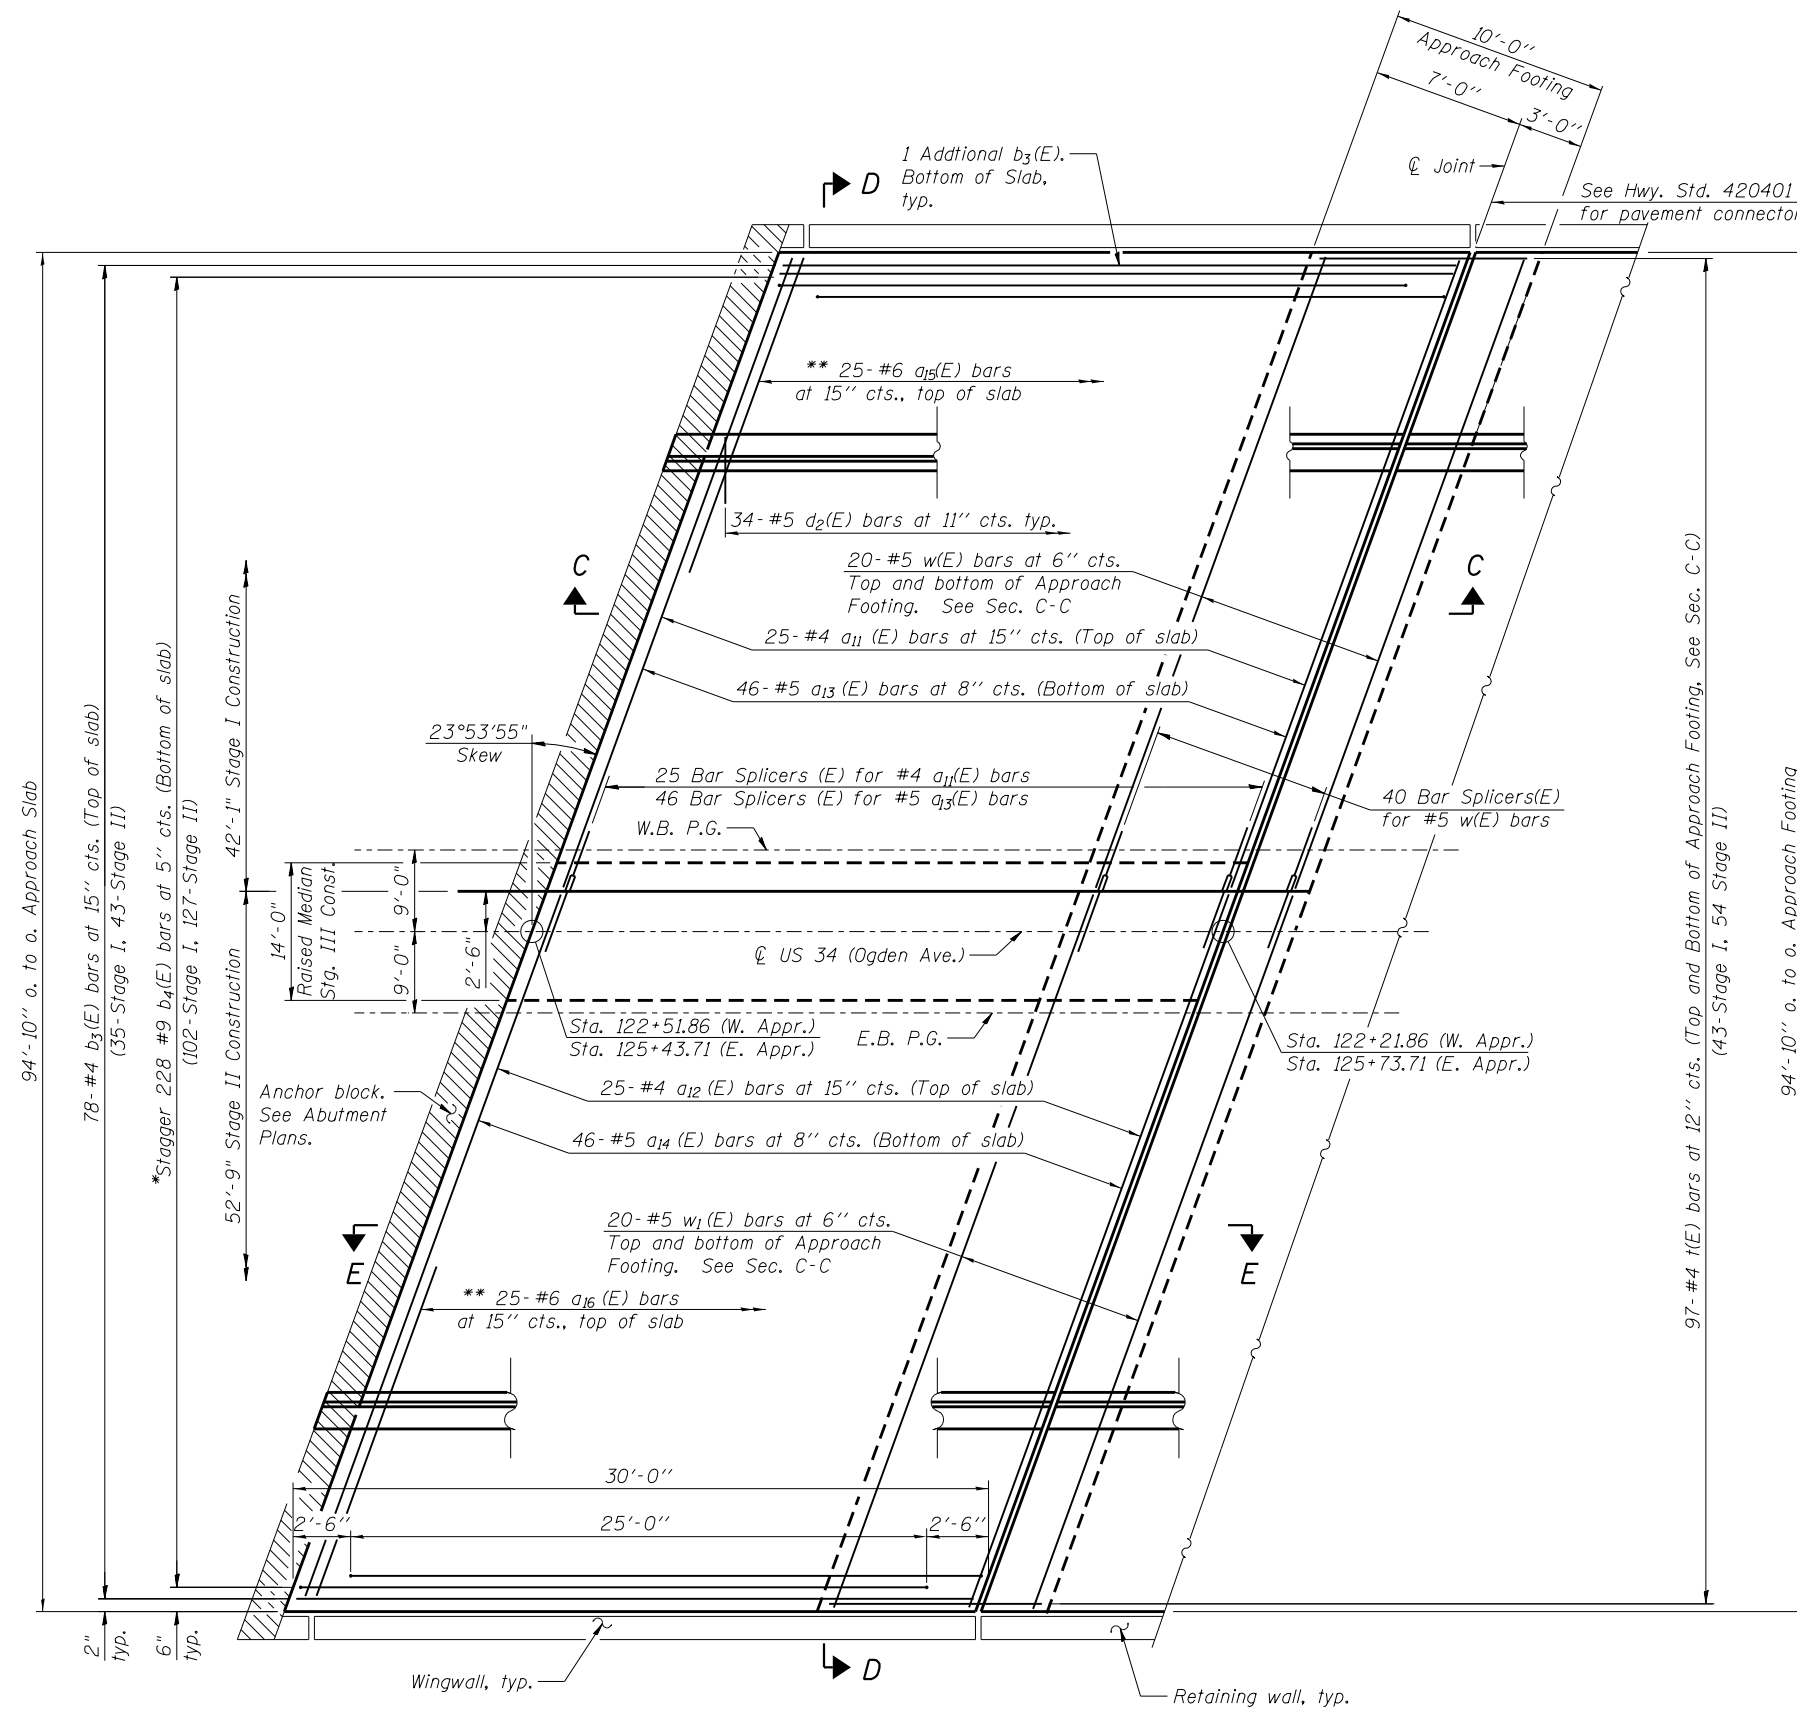 10'-0''
Approach Footing
7'-0''
3'-0''
1 Addtional b3(E).
Bottom of Slab,
typ.
D
℄ Joint
See Hwy. Std. 420401
for pavement connector
** 25-#6 a15(E) bars
at 15'' cts., top of slab
34-#5 d2(E) bars at 11'' cts. typ.
C
C
20-#5 w(E) bars at 6'' cts.
Top and bottom of Approach
Footing. See Sec. C-C
25-#4 a11 (E) bars at 15'' cts. (Top of slab)
46-#5 a13 (E) bars at 8'' cts. (Bottom of slab)
23°53'55"
Skew
25 Bar Splicers (E) for #4 a11(E) bars
46 Bar Splicers (E) for #5 a13(E) bars
40 Bar Splicers(E)
for #5 w(E) bars
W.B. P.G.
94'-10'' o. to o. Approach Slab
78-#4 b3(E) bars at 15'' cts. (Top of slab)
(35-Stage I, 43-Stage II)
*Stagger 228 #9 b4(E) bars at 5'' cts. (Bottom of slab)
(102-Stage I, 127-Stage II)
42'-1" Stage I Construction
52'-9" Stage II Construction
14'-0"
Raised Median
Stg. III Const.
9'-0"
9'-0"
2'-6"
℄ US 34 (Ogden Ave.)
Sta. 122+51.86 (W. Appr.)
Sta. 125+43.71 (E. Appr.)
E.B. P.G.
Sta. 122+21.86 (W. Appr.)
Sta. 125+73.71 (E. Appr.)
Anchor block.
See Abutment
Plans.
25-#4 a12 (E) bars at 15'' cts. (Top of slab)
46-#5 a14 (E) bars at 8'' cts. (Bottom of slab)
20-#5 w1 (E) bars at 6'' cts.
Top and bottom of Approach
Footing. See Sec. C-C
E
E
** 25-#6 a16 (E) bars
at 15'' cts., top of slab
97-#4 t(E) bars at 12'' cts. (Top and Bottom of Approach Footing, See Sec. C-C)
(43-Stage I, 54 Stage II)
94'-10'' o. to o. Approach Footing
30'-0''
2'-6''
25'-0''
2'-6''
2"
typ.
6"
typ.
Wingwall, typ.
D
Retaining wall, typ.